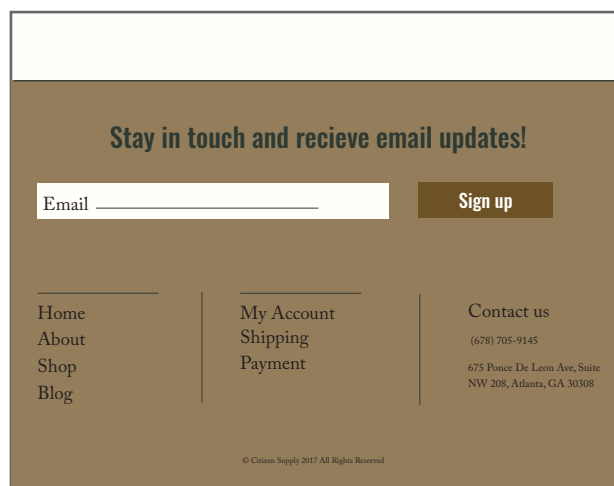 Stay in touch and recieve email updates!
Email
Sign up
Home
About
Shop
Blog
My Account
Shipping
Payment
Contact us
(678) 705-9145
675 Ponce De Leon Ave, Suite
NW 208, Atlanta, GA 30308
© Citizen Supply 2017 All Rights Reserved